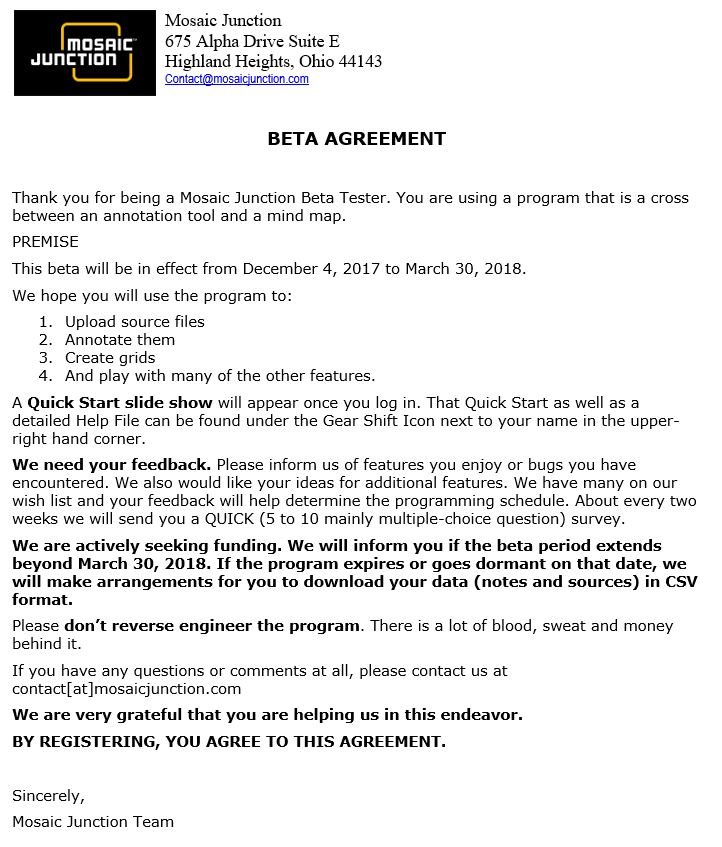 MOSAIC
JUNCTION
Mosaic Junction
675 Alpha Drive Suite E
Highland Heights, Ohio 44143
Contact@mosaicjunction.com
BETA AGREEMENT
Thank you for being a Mosaic Junction Beta Tester. You are using a program that is a cross
between an annotation tool and a mind map.
PREMISE
This beta will be in effect from December 4, 2017 to March 30, 2018.
We hope you will use the program to:
1. Upload source files
2. Annotate them
3. Create grids
4. And play with many of the other features.
A Quick Start slide show will appear once you log in. That Quick Start as well as a
detailed Help File can be found under the Gear Shift Icon next to your name in the upper-
right hand corner.
We need your feedback. Please inform us of features you enjoy or bugs you have
encountered. We also would like your ideas for additional features. We have many on our
wish list and your feedback will help determine the programming schedule. About every two
weeks we will send you a QUICK (5 to 10 mainly multiple-choice question) survey.
We are actively seeking funding. We will inform you if the beta period extends
beyond March 30, 2018. If the program expires or goes dormant on that date, we
will make arrangements for you to download your data (notes and sources) in CSV
format.
Please don’t reverse engineer the program. There is a lot of blood, sweat and money
behind it.
If you have any questions or comments at all, please contact us at
contact[at]mosaicjunction.com
We are very grateful that you are helping us in this endeavor.
BY REGISTERING, YOU AGREE TO THIS AGREEMENT.
Sincerely,
Mosaic Junction Team